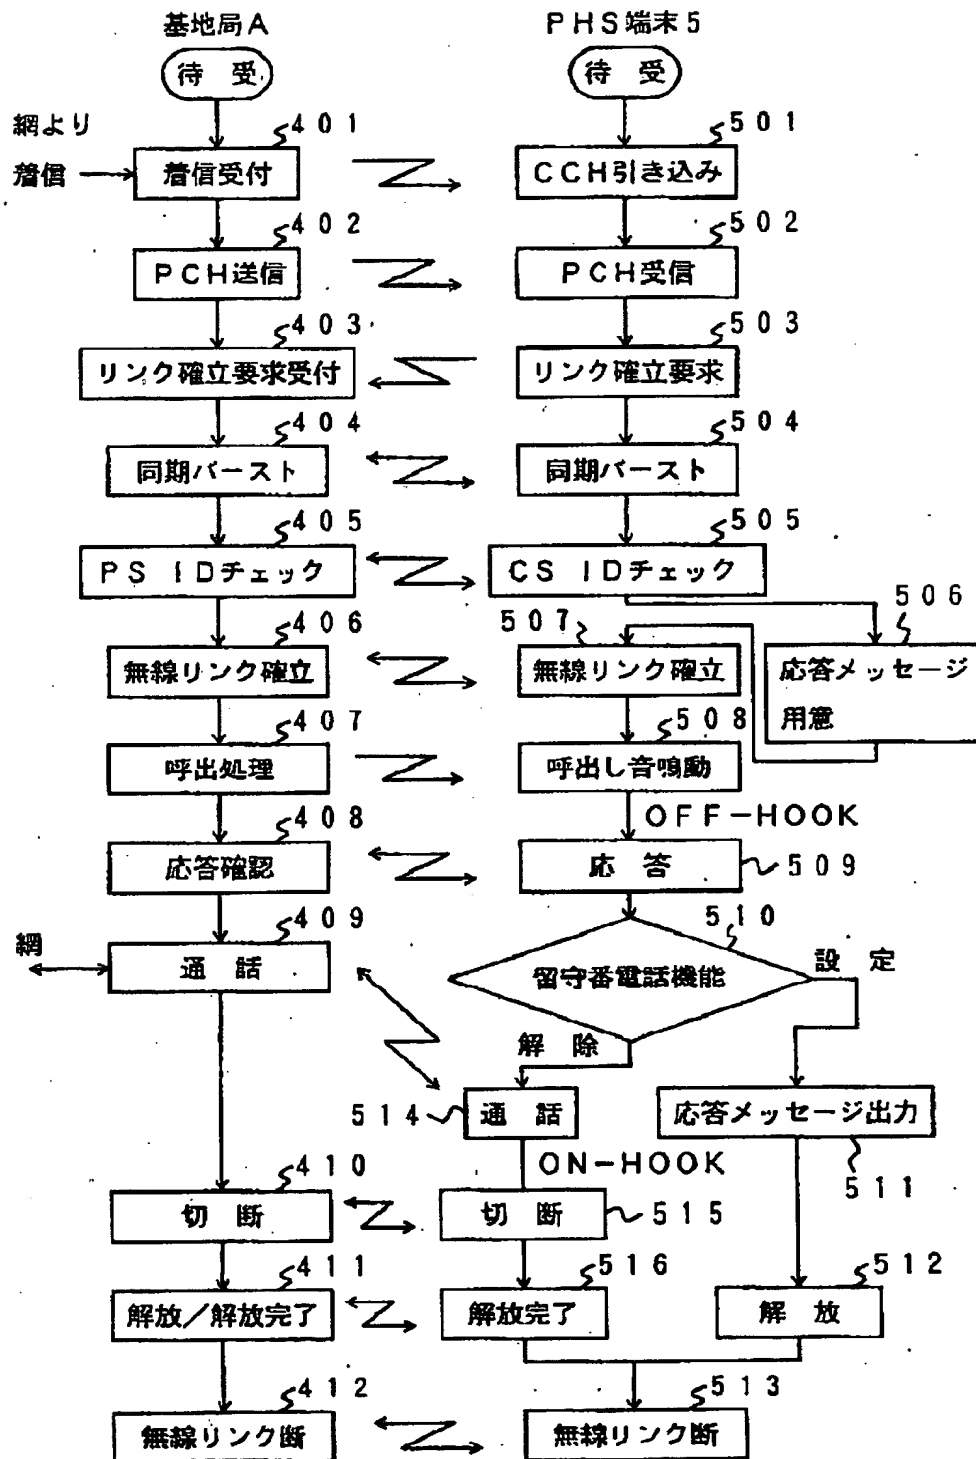 基地局A
PHS端末5
待 受
待 受
網より
着信
401
着信受付
501
CCH引き込み
402
PCH送信
502
PCH受信
403
リンク確立要求受付
503
リンク確立要求
404
同期バースト
504
同期バースト
405
PS IDチェック
505
CS IDチェック
506
応答メッセージ
用意
406
無線リンク確立
507
無線リンク確立
407
呼出処理
508
呼出し音鳴動
OFF-HOOK
408
応答確認
応 答
509
409
網
通 話
510
留守番電話機能
設 定
解 除
514
通 話
応答メッセージ出力
511
ON-HOOK
410
切 断
切 断
515
411
解放/解放完了
516
解放完了
512
解 放
412
無線リンク断
513
無線リンク断